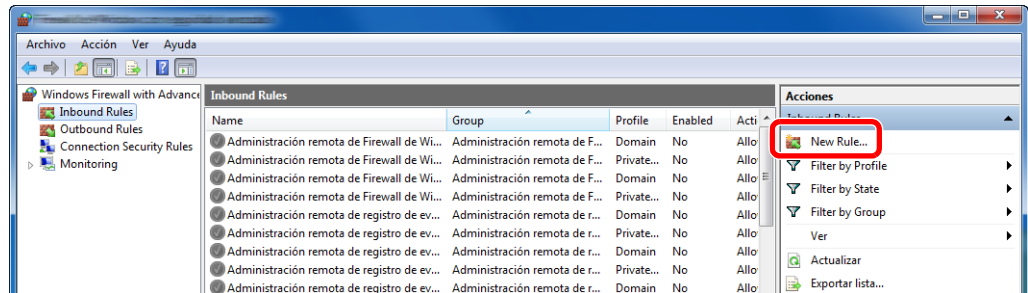 Archivo Acción Ver Ayuda
Windows Firewall with Advance
Inbound Rules
Outbound Rules
Connection Security Rules
Monitoring
Inbound Rules
Name Group Profile Enabled Acti
Administración remota de Firewall de Wi... Administración remota de F... Domain No Allo
Administración remota de Firewall de Wi... Administración remota de F... Private... No Allo
Administración remota de Firewall de Wi... Administración remota de F... Domain No Allo
Administración remota de Firewall de Wi... Administración remota de F... Private... No Allo
Administración remota de registro de ev... Administración remota de r... Domain No Allo
Administración remota de registro de ev... Administración remota de r... Private... No Allo
Administración remota de registro de ev... Administración remota de r... Domain No Allo
Administración remota de registro de ev... Administración remota de r... Private... No Allo
Administración remota de registro de ev... Administración remota de r... Domain No Allo
Acciones
Inbound Rules
New Rule...
Filter by Profile
Filter by State
Filter by Group
Ver
Actualizar
Exportar lista...